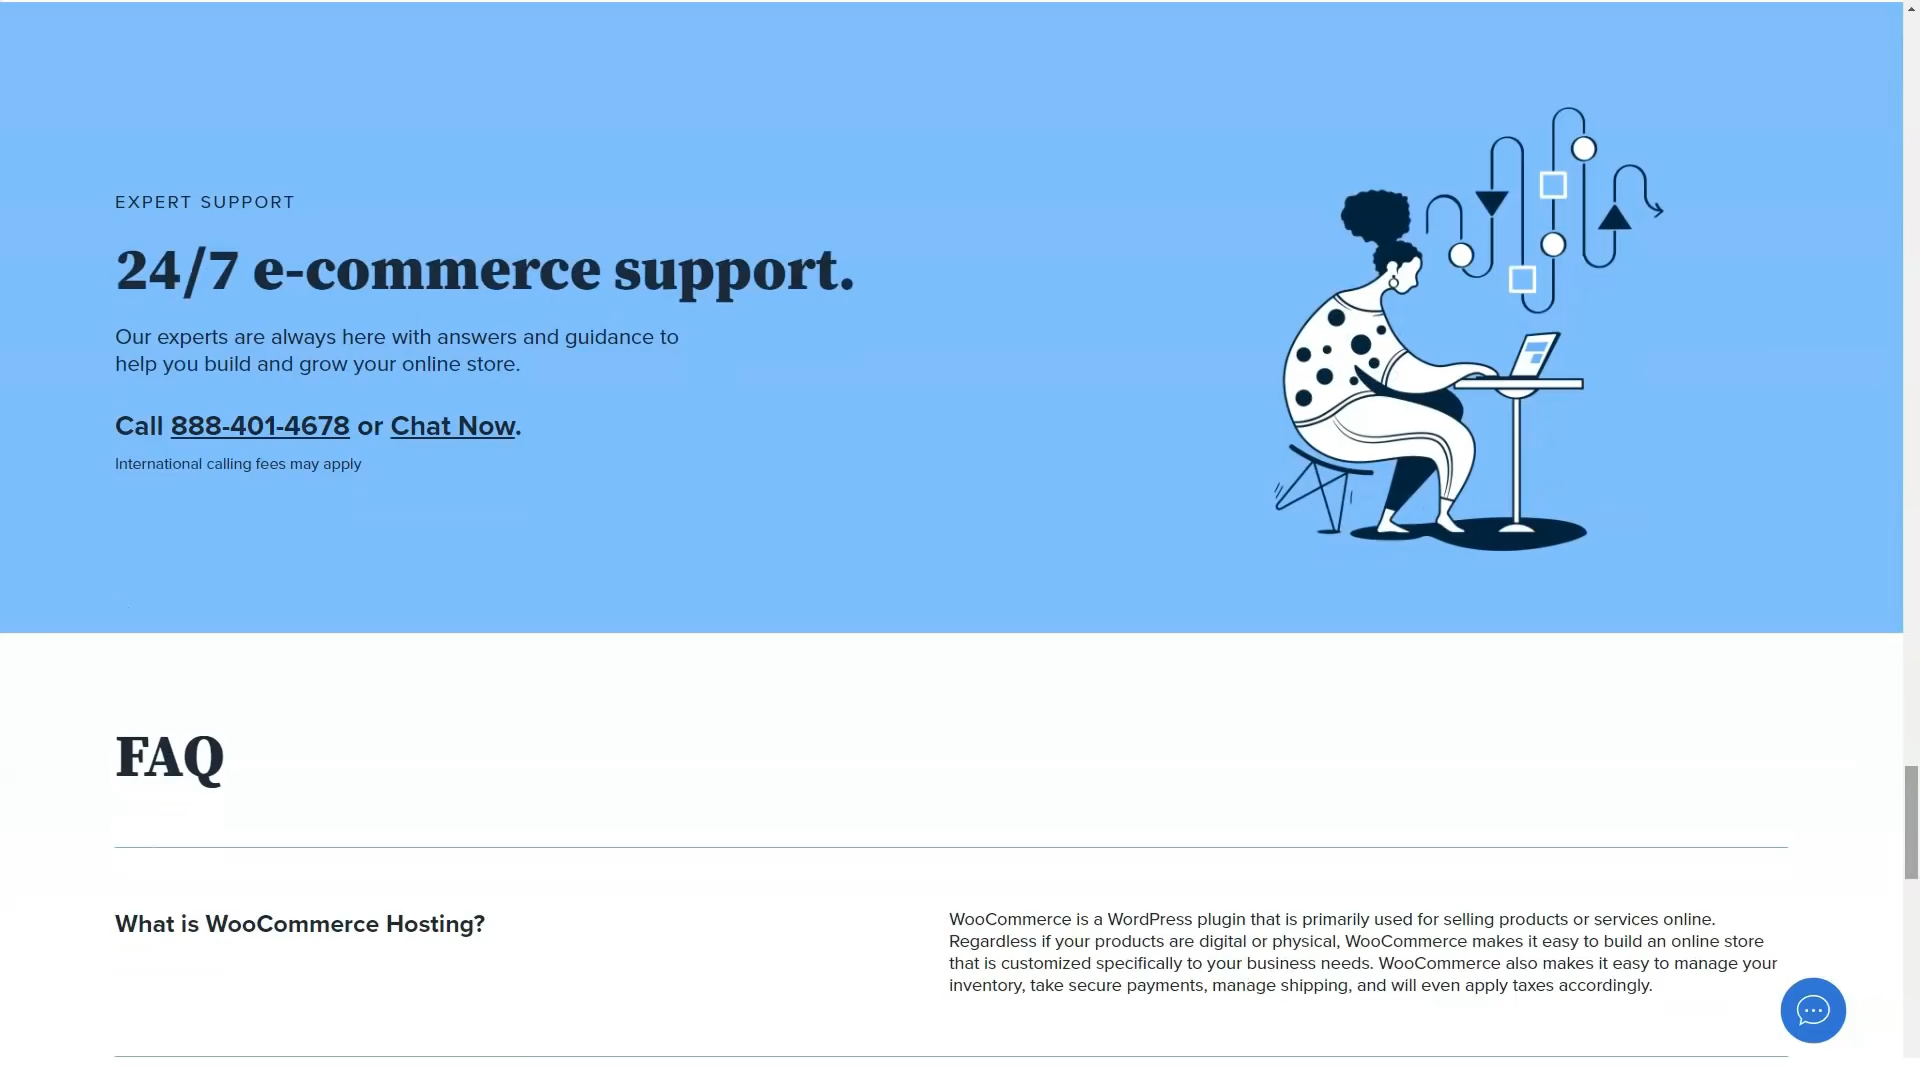 EXPERT SUPPORT
24/7 e-commerce support.
Our experts are always here with answers and guidance to
help you build and grow your online store.
Call 888-401-4678 or Chat Now.
International calling fees may apply
FAQ
What is WooCommerce Hosting?
WooCommerce is a WordPress plugin that is primarily used for selling products or services online.
Regardless if your products are digital or physical, WooCommerce makes it easy to build an online store
that is customized specifically to your business needs. WooCommerce also makes it easy to manage your
inventory, take secure payments, manage shipping, and will even apply taxes accordingly.